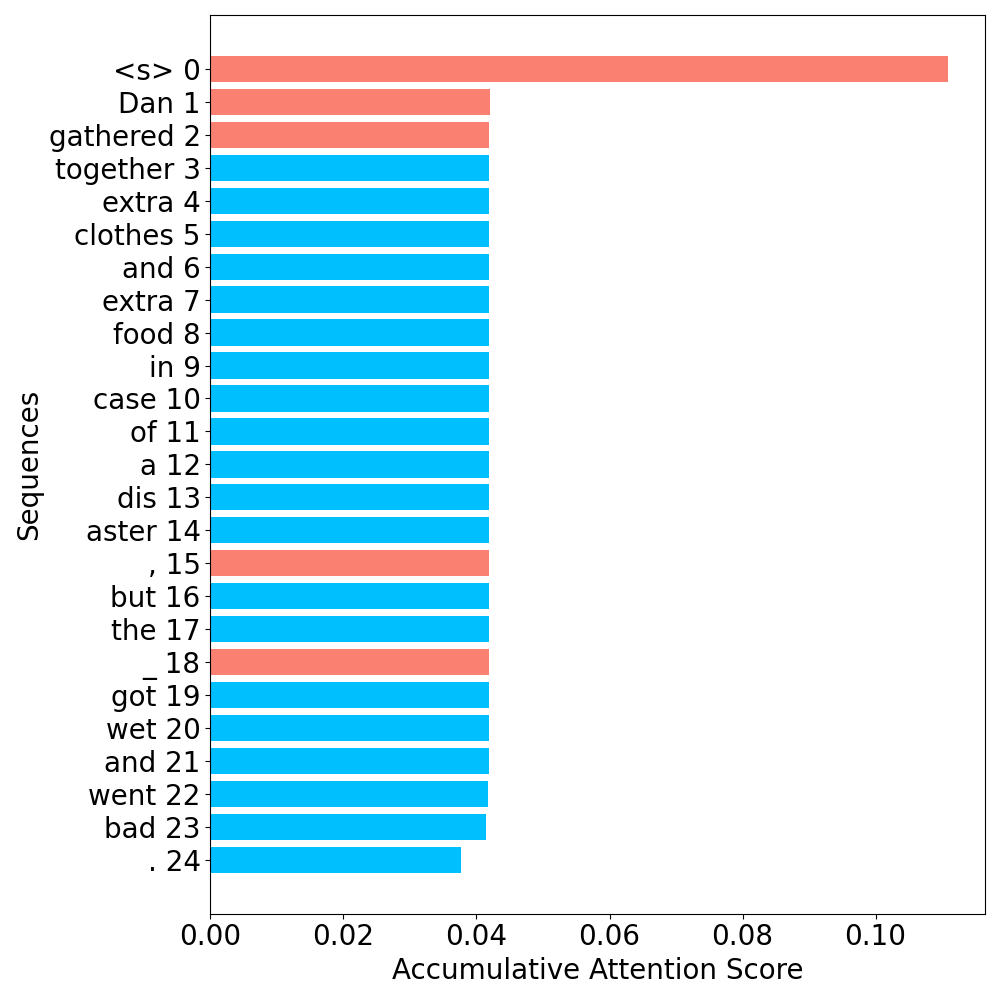 <s> 0
Dan 1
gathered 2
together 3
extra 4
clothes 5
and 6
extra 7
food 8
in 9
case 10
of 11
a 12
dis 13
aster 14
, 15
but 16
the 17
_ 18
got 19
wet 20
and 21
went 22
bad 23
. 24
Sequences
0.00 0.02 0.04 0.06 0.08 0.10
Accumulative Attention Score